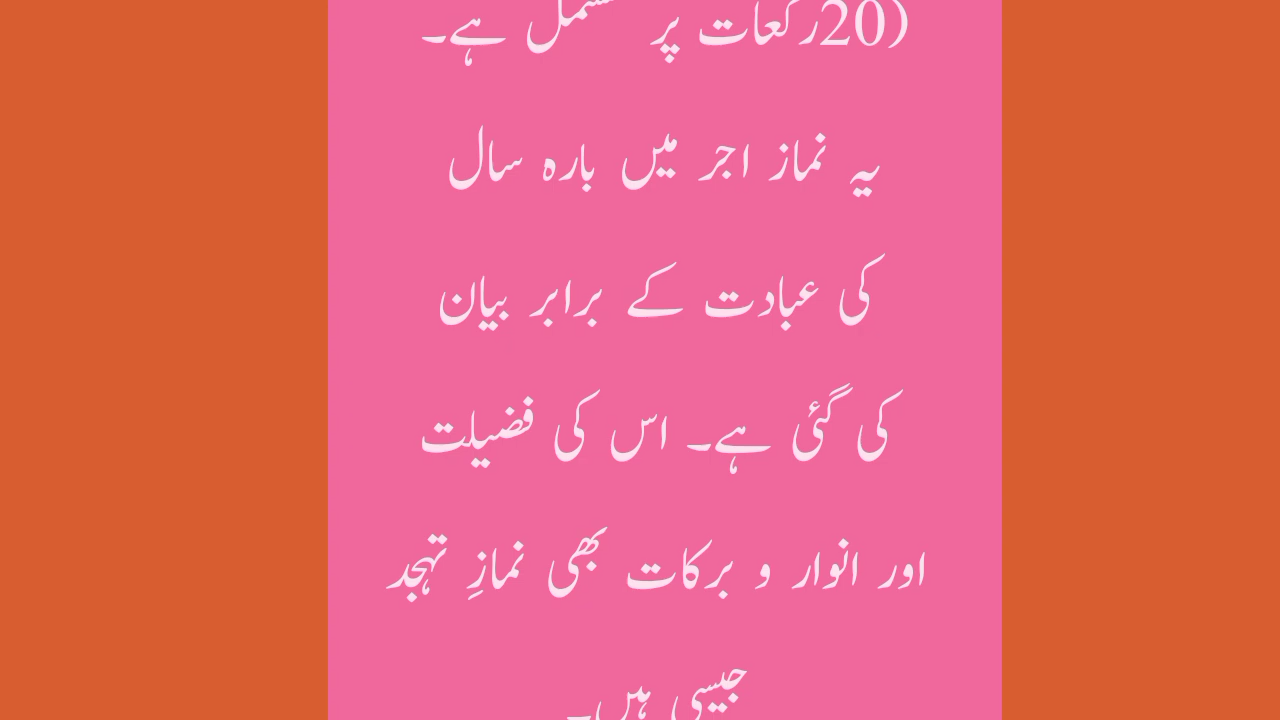 (20رکعات پر مشتمل ہے۔
یہ نماز اجر میں بارہ سال
کی عبادت کے برابر بیان
کی گئی ہے۔ اس کی فضیلت
اور انوار و برکات بھی نمازِ تہجد
جیسی ہیں۔